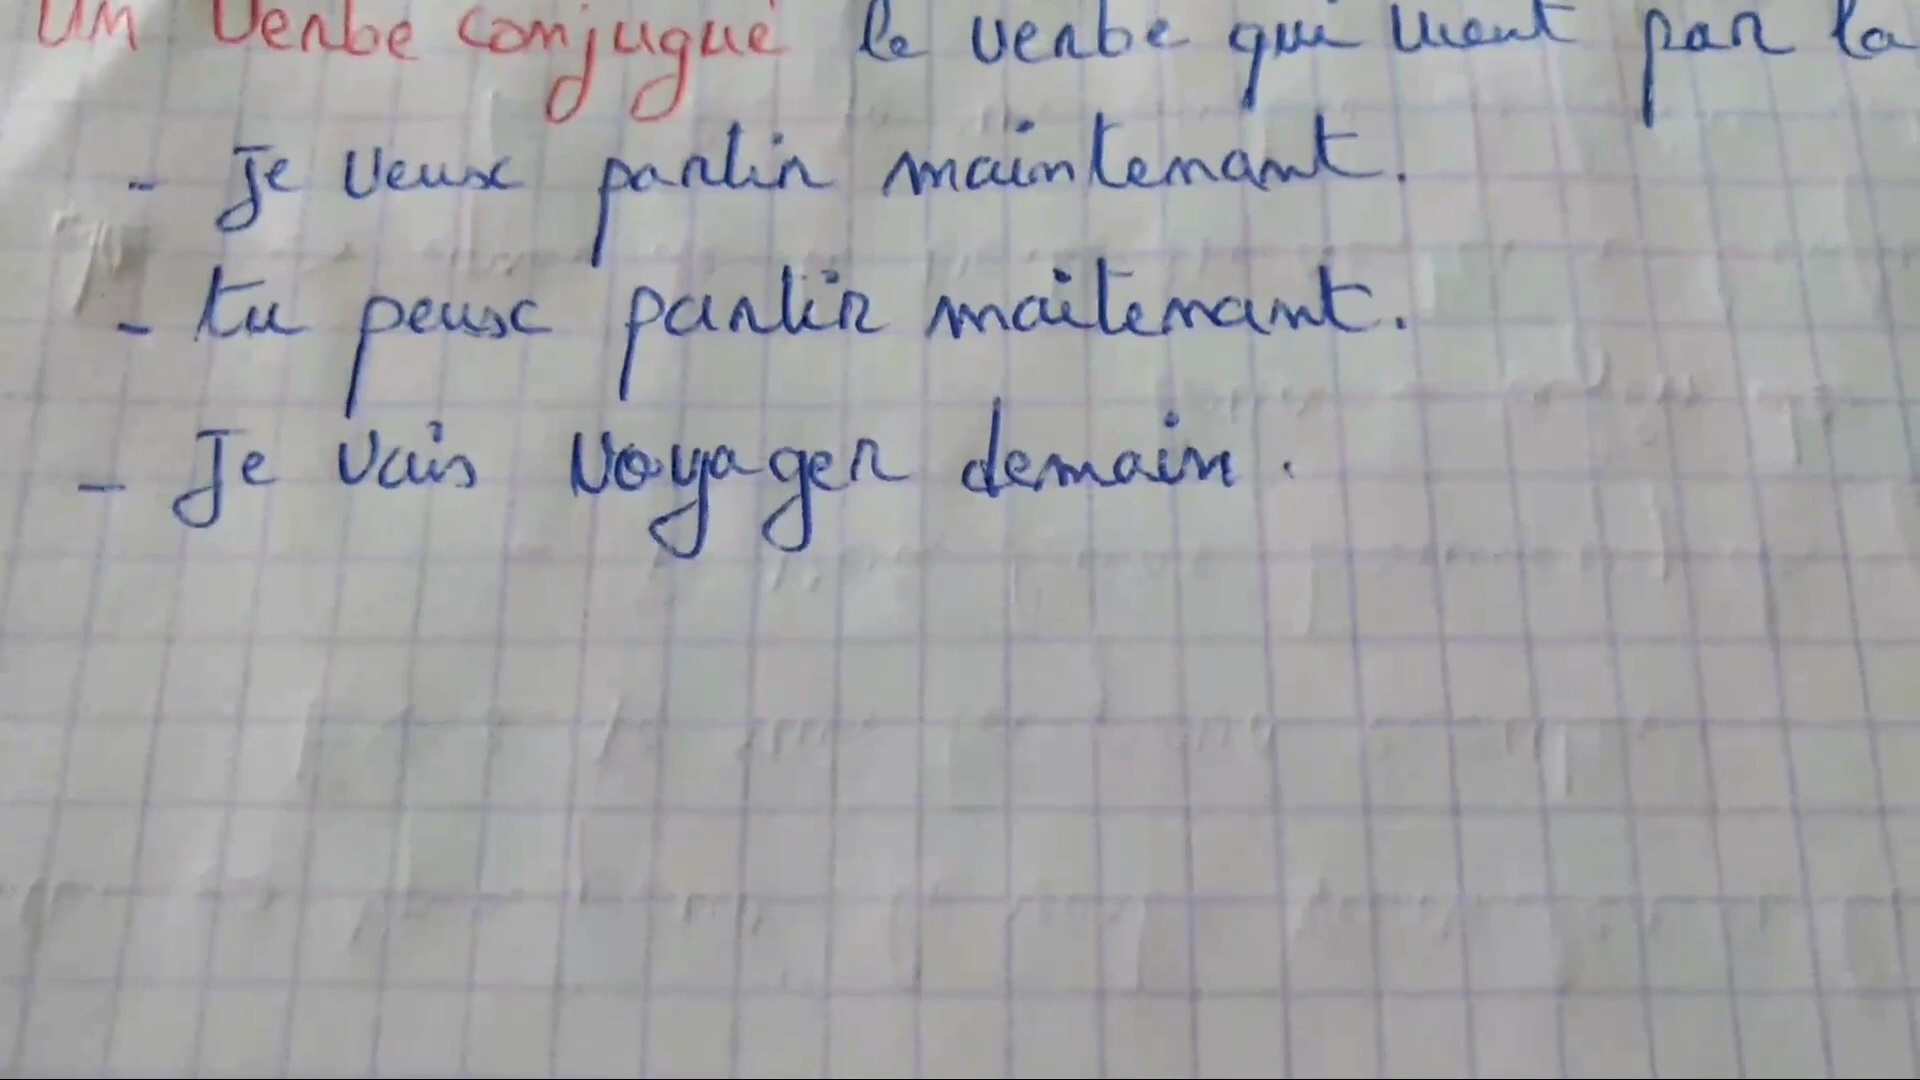 Un Verbe conjugué le verbe qui vient par la
- Je veux partir maintenant.
- tu peux partir maitenant.
- Je vais voyager demain.